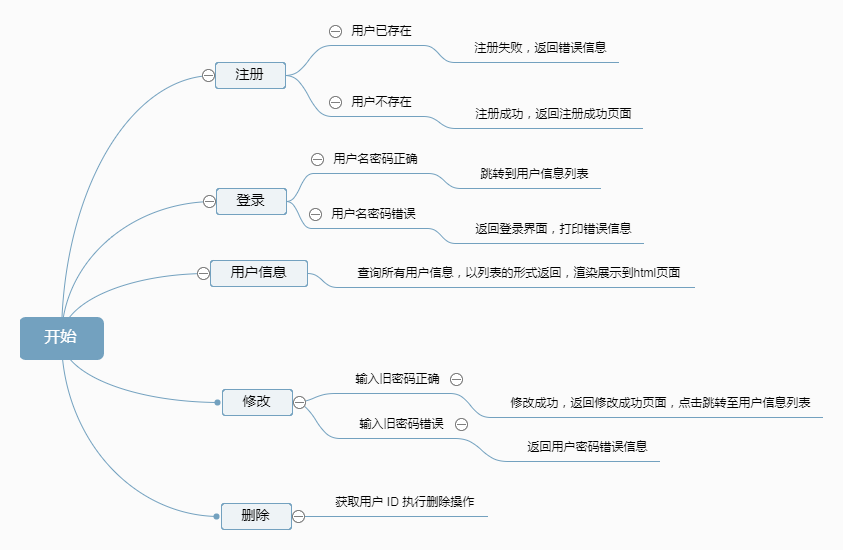 开始
注册
用户已存在
注册失败，返回错误信息
用户不存在
注册成功，返回注册成功页面
登录
用户名密码正确
跳转到用户信息列表
用户名密码错误
返回登录界面，打印错误信息
用户信息
查询所有用户信息，以列表的形式返回，渲染展示到html页面
修改
输入旧密码正确
修改成功，返回修改成功页面，点击跳转至用户信息列表
输入旧密码错误
返回用户密码错误信息
删除
获取用户 ID 执行删除操作